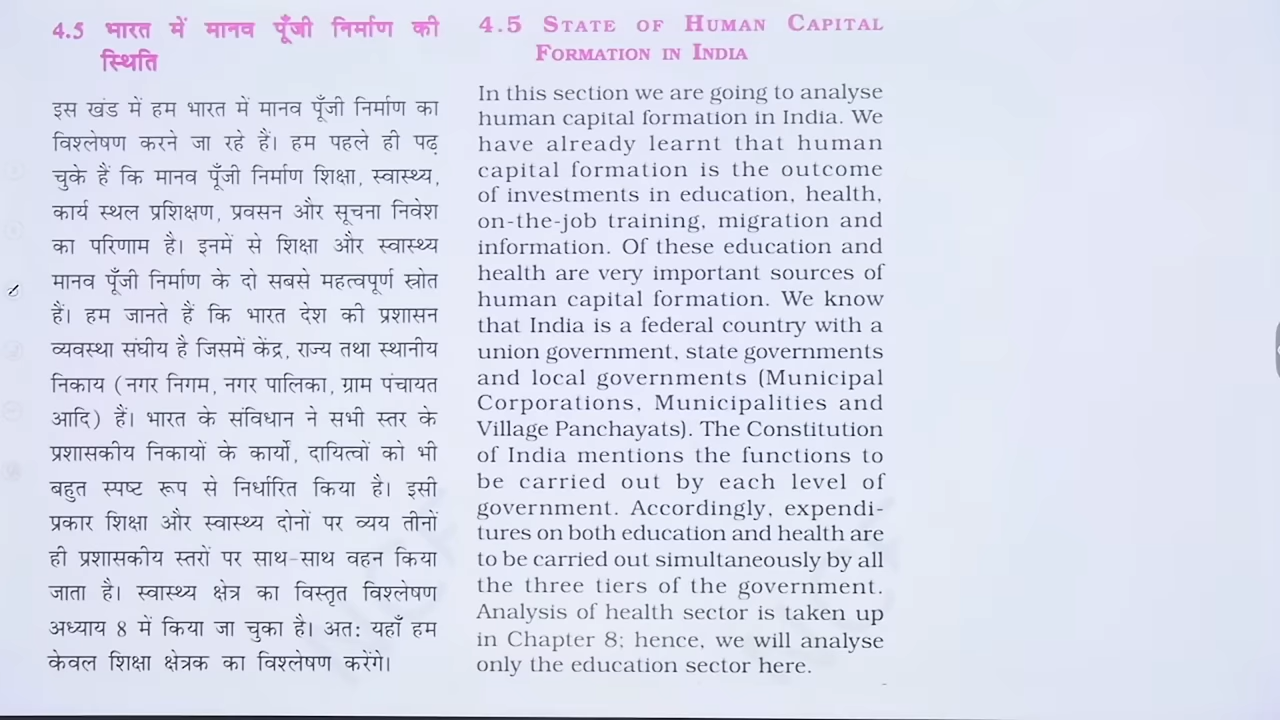 4.5 भारत में मानव पूँजी निर्माण की
स्थिति
इस खंड में हम भारत में मानव पूँजी निर्माण का
विश्लेषण करने जा रहे हैं। हम पहले ही पढ़
चुके हैं कि मानव पूँजी निर्माण शिक्षा, स्वास्थ्य,
कार्य स्थल प्रशिक्षण, प्रवसन और सूचना निवेश
का परिणाम है। इनमें से शिक्षा और स्वास्थ्य
मानव पूँजी निर्माण के दो सबसे महत्वपूर्ण स्रोत
हैं। हम जानते हैं कि भारत देश की प्रशासन
व्यवस्था संघीय है जिसमें केंद्र, राज्य तथा स्थानीय
निकाय (नगर निगम, नगर पालिका, ग्राम पंचायत
आदि) हैं। भारत के संविधान ने सभी स्तर के
प्रशासकीय निकायों के कार्यों, दायित्वों को भी
बहुत स्पष्ट रूप से निर्धारित किया है। इसी
प्रकार शिक्षा और स्वास्थ्य दोनों पर व्यय तीनों
ही प्रशासकीय स्तरों पर साथ-साथ वहन किया
जाता है। स्वास्थ्य क्षेत्र का विस्तृत विश्लेषण
अध्याय 8 में किया जा चुका है। अतः यहाँ हम
केवल शिक्षा क्षेत्रक का विश्लेषण करेंगे।
4.5 STATE OF HUMAN CAPITAL
FORMATION IN INDIA
In this section we are going to analyse
human capital formation in India. We
have already learnt that human
capital formation is the outcome
of investments in education, health,
on-the-job training, migration and
information. Of these education and
health are very important sources of
human capital formation. We know
that India is a federal country with a
union government, state governments
and local governments (Municipal
Corporations, Municipalities and
Village Panchayats). The Constitution
of India mentions the functions to
be carried out by each level of
government. Accordingly, expendi-
tures on both education and health are
to be carried out simultaneously by all
the three tiers of the government.
Analysis of health sector is taken up
in Chapter 8; hence, we will analyse
only the education sector here.